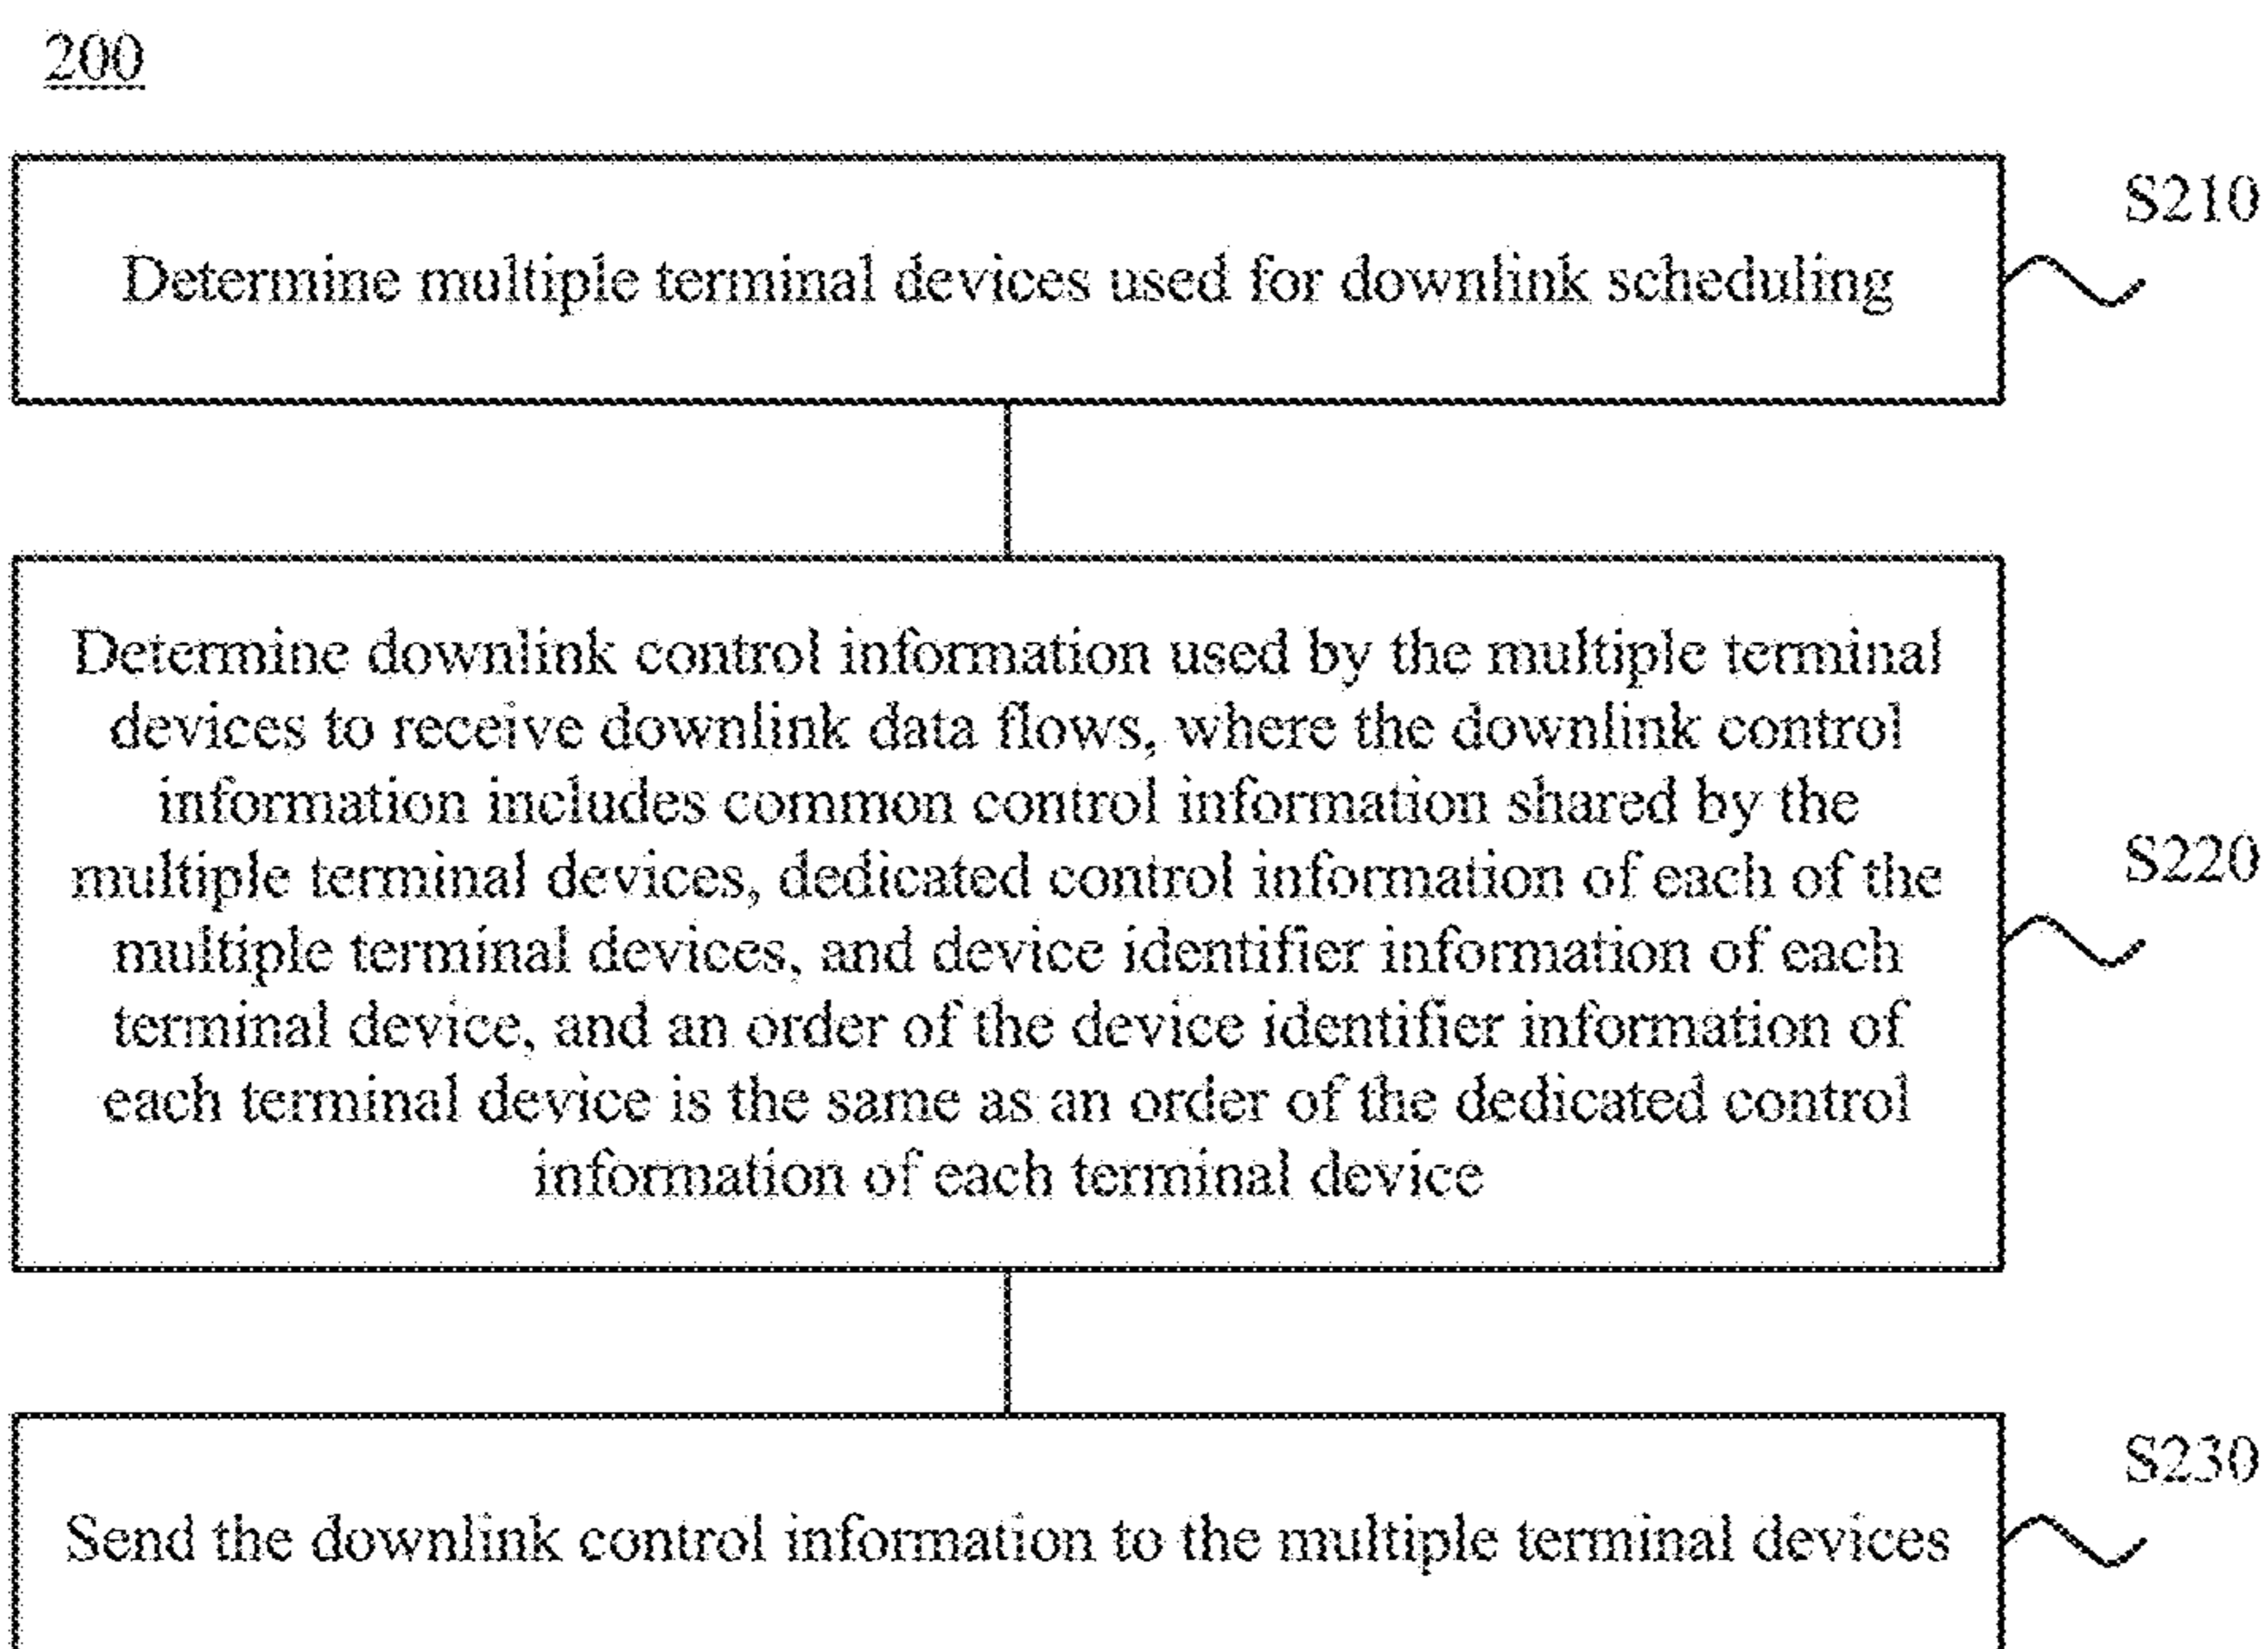 200
S210
Determine multiple terminal devices used for downlink scheduling
Determine downlink control information used by the multiple terminal
devices to receive downlink data flows, where the downlink control
information includes common control information shared by the
multiple terminal devices, dedicated control information of each of the
multiple terminal devices, and device identifier information of each
terminal device, and an order of the device identifier information of
each terminal device is the same as an order of the dedicated control
information of each terminal device
S220
S230
Send the downlink control information to the multiple terminal devices